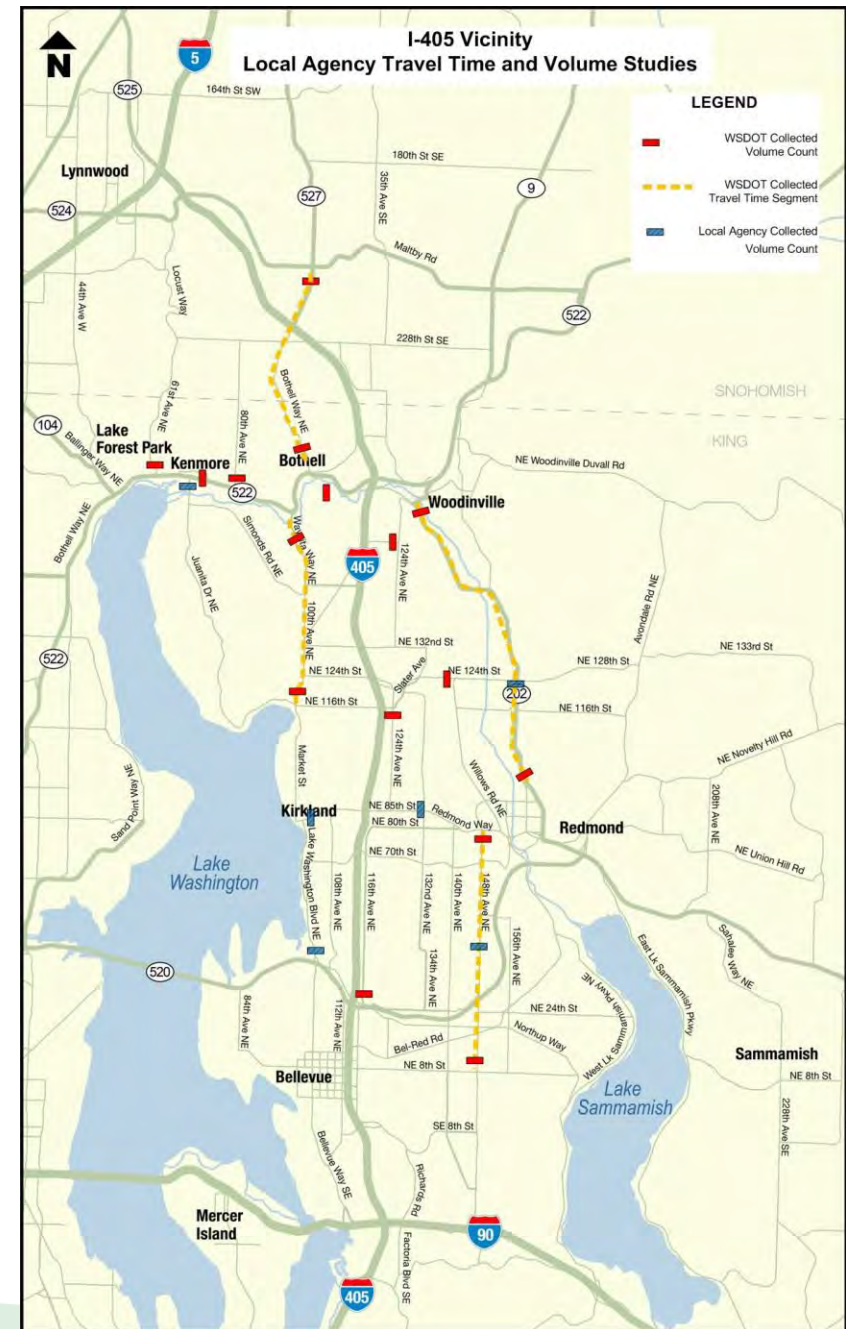 I-405 Vicinity
Local Agency Travel Time and Volume Studies
N
5
LEGEND
WSDOT Collected
Volume Count
WSDOT Collected
Travel Time Segment
Local Agency Collected
Volume Count
525
164th St SW
180th St SE
Lynnwood
527
35th Ave SE
9
524
Maltby Rd
Locust Way
44th Ave W
522
228th St SE
Bothell Way NE
SNOHOMISH
KING
61st Ave NE
80th Ave NE
104
Ballinger Way NE
Lake
Forest Park
Kenmore
Bothell
NE Woodinville Duvall Rd
522
Woodinville
Bothell Way NE
Simonds Rd NE
Way NE
405
124th Ave NE
Juanita Dr NE
100th Ave NE
Avondale Rd NE
NE 132nd St
NE 133rd St
522
NE 124th St
Slater Ave
NE 124th St
NE 128th St
202
NE 116th St
NE 116th St
124th Ave NE
Market St
NE Novelty Hill Rd
Sand Point Way NE
Willows Rd NE
Kirkland
NE 85th St
Redmond Way
208th Ave NE
NE 80th St
Redmond
NE Union Hill Rd
Lake
Washington
NE 70th St
Lake Washington Blvd NE
108th Ave NE
116th Ave NE
132nd Ave NE
140th Ave NE
148th Ave NE
156th Ave NE
East Lk Sammamish Pkwy
Sahalee Way NE
520
134th Ave NE
West Lk Sammamish Pkwy NE
84th Ave NE
112th Ave NE
NE 24th St
Bel-Red Rd
Northup Way
Sammamish
Bellevue
NE 8th St
NE 8th St
Lake
Sammamish
228th Ave SE
SE 8th St
Bellevue Way SE
Richards Rd
Mercer
Island
90
Factoria Blvd SE
405